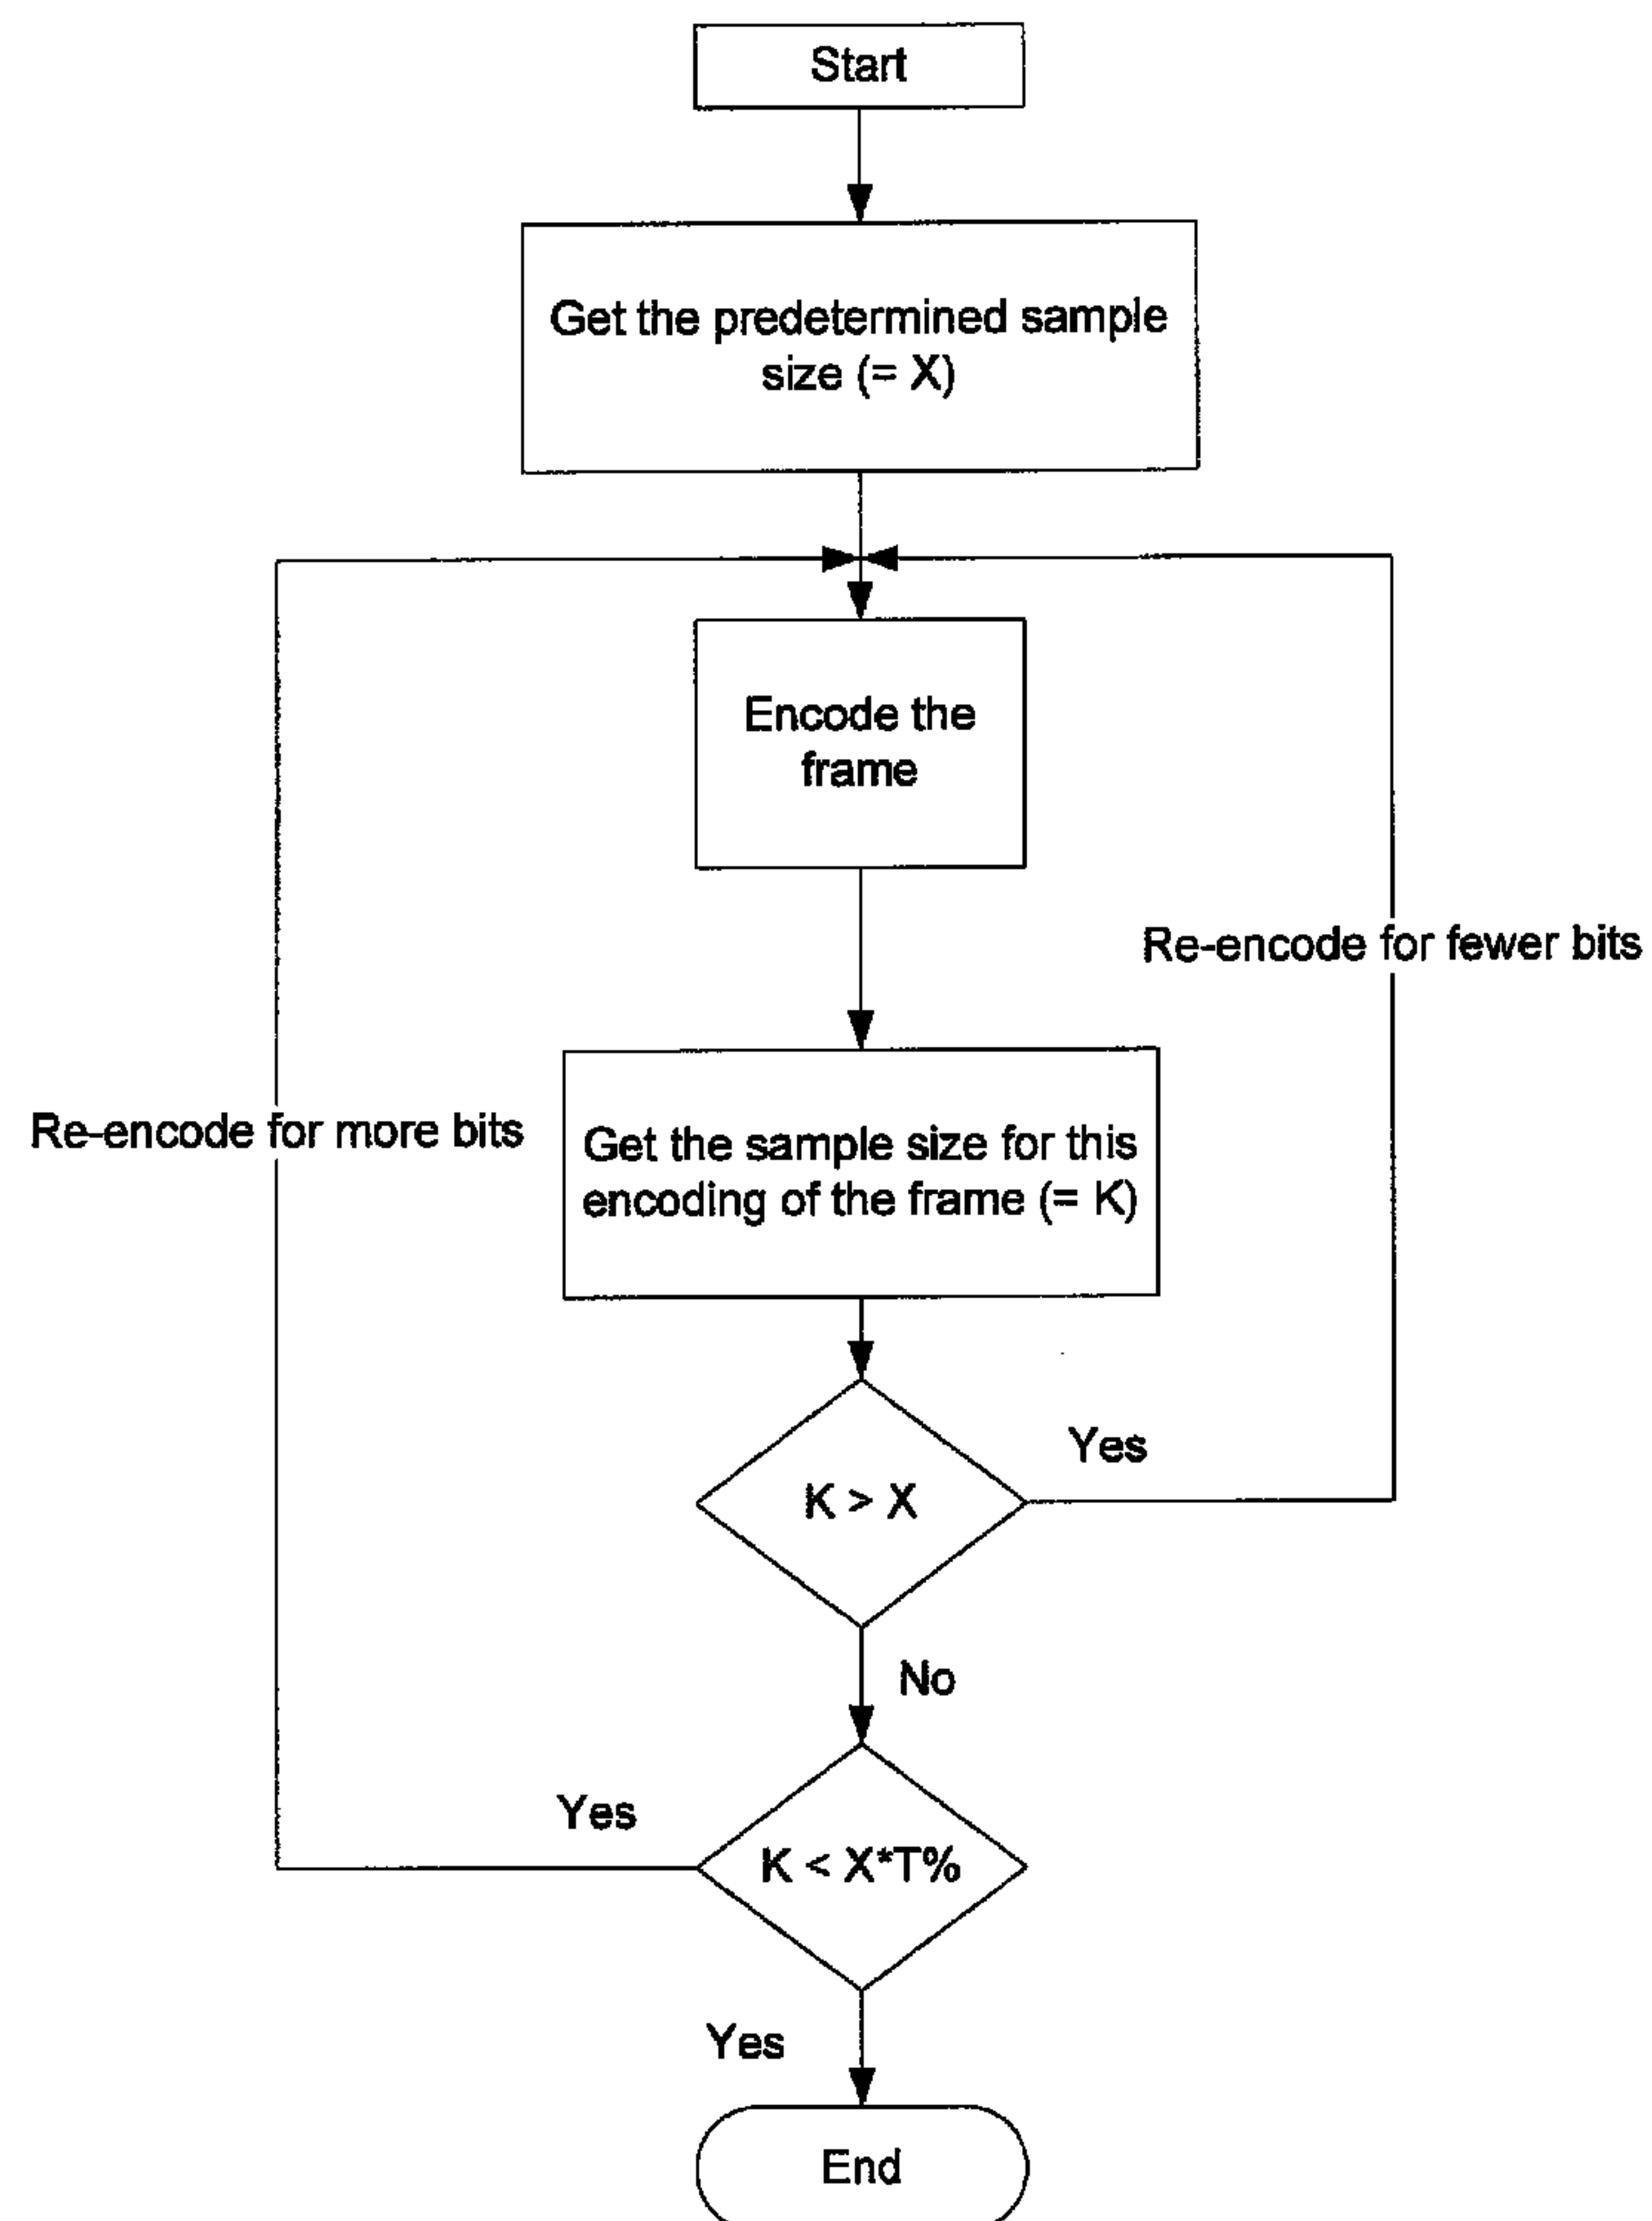 Start
Get the predetermined sample
size (= X)
Encode the
frame
Re-encode for fewer bits
Re-encode for more bits
Get the sample size for this
encoding of the frame (= K)
K > X
Yes
No
K < X*T%
Yes
Yes
End